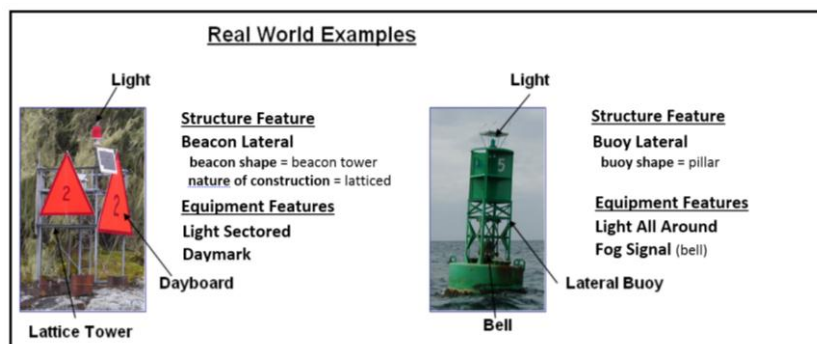 Real World Examples
Light
Structure Feature
Beacon Lateral
beacon shape = beacon tower
nature of construction = latticed
Equipment Features
Light Sectored
Daymark
2
2
Dayboard
Lattice Tower
Light
Structure Feature
Buoy Lateral
buoy shape = pillar
Equipment Features
Light All Around
Fog Signal (bell)
5
Lateral Buoy
Bell